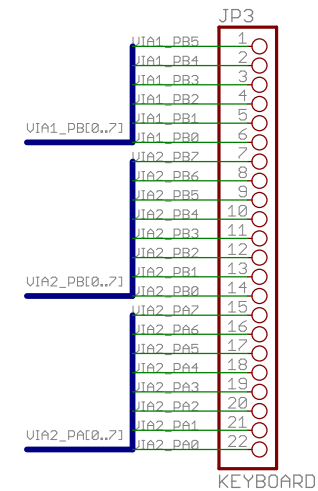 JP3
VIA1_PB5 1
VIA1_PB4 2
VIA1_PB3 3
VIA1_PB2 4
VIA1_PB1 5
VIA1_PB[0..7]
VIA1_PB0 6
VIA2_PB7 7
VIA2_PB6 8
VIA2_PB5 9
VIA2_PB4 10
VIA2_PB3 11
VIA2_PB2 12
VIA2_PB1 13
VIA2_PB[0..7]
VIA2_PB0 14
VIA2_PA7 15
VIA2_PA6 16
VIA2_PA5 17
VIA2_PA4 18
VIA2_PA3 19
VIA2_PA2 20
VIA2_PA1 21
VIA2_PA[0..7]
VIA2_PA0 22
KEYBOARD